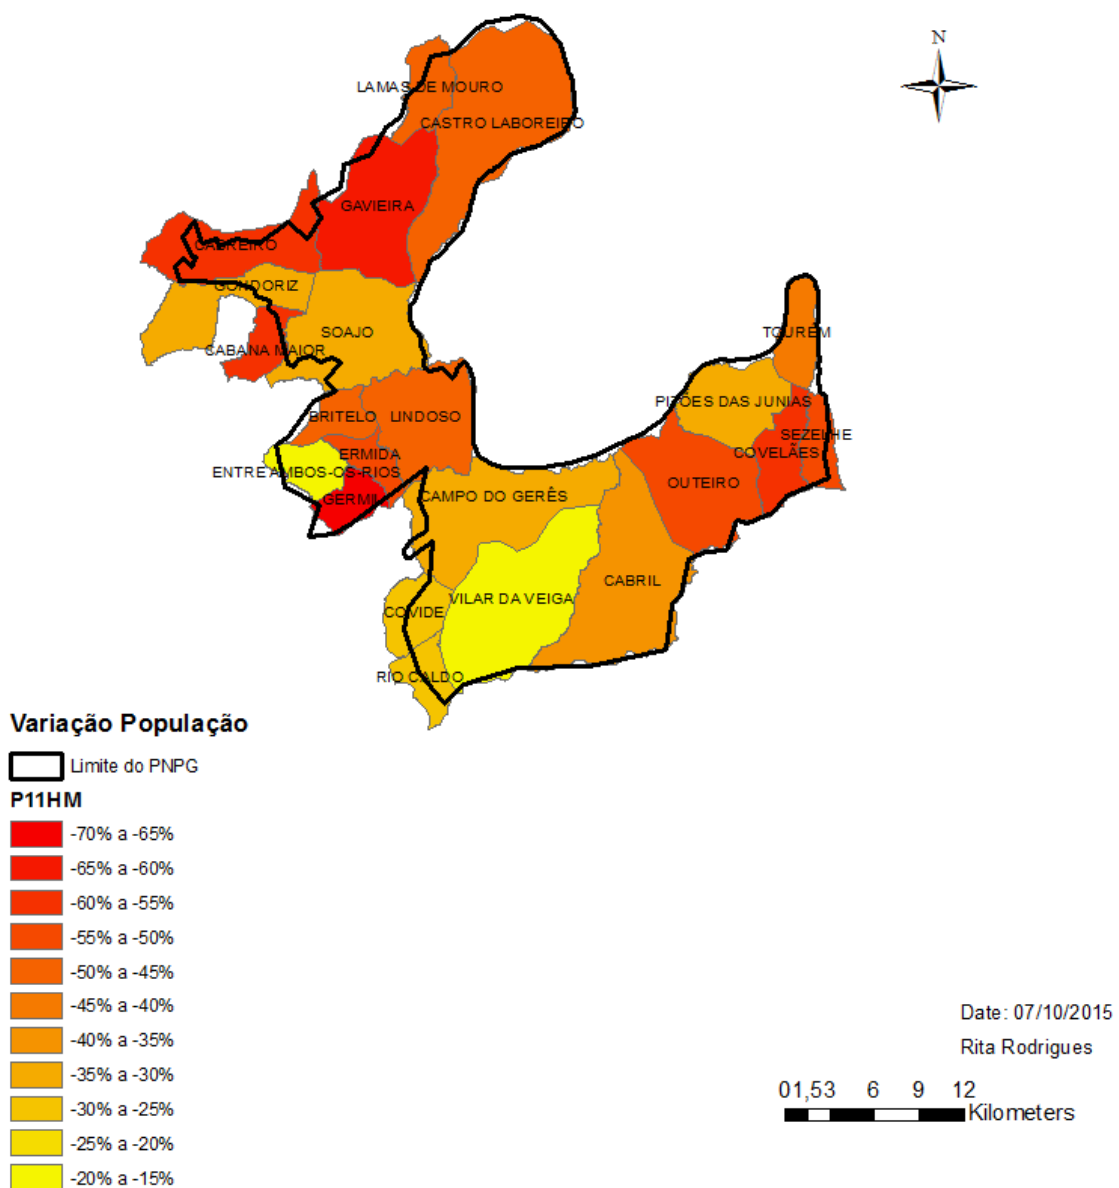 N
LAMAS DE MOURO
CASTRO LABOREIRO
GAVIEIRA
CABREIRO
GONDORIZ
SOAJO
TOUREM
CABANA MAIOR
PITÕES DAS JUNIAS
BRITELO
LINDOSO
SEZELHE
COVELÃES
ERMIDA
ENTRE AMBOS-OS-RIOS
OUTEIRO
GERMIL
CAMPO DO GERÊS
CABRIL
VILAR DA VEIGA
COVIDE
RIO CALDO
Variação População
Limite do PNPG
P11HM
-70% a -65%
-65% a -60%
-60% a -55%
-55% a -50%
-50% a -45%
-45% a -40%
-40% a -35%
-35% a -30%
-30% a -25%
-25% a -20%
-20% a -15%
Date: 07/10/2015
Rita Rodrigues
01,53 6 9 12
Kilometers